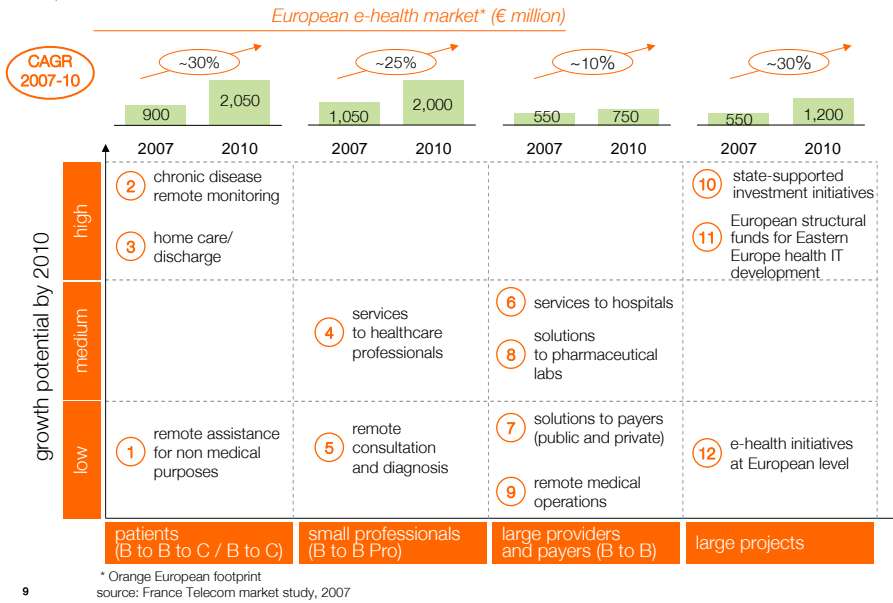 European e-health market* (€ million)
CAGR
2007-10
~30%
~25%
~10%
~30%
900
2,050
1,050
2,000
550
750
550
1,200
2007
2010
2007
2010
2007
2010
2007
2010
growth potential by 2010
high
2
chronic disease
remote monitoring
3
home care/
discharge
10
state-supported
investment initiatives
11
European structural
funds for Eastern
Europe health IT
development
medium
4
services
to healthcare
professionals
6
services to hospitals
8
solutions
to pharmaceutical
labs
low
1
remote assistance
for non medical
purposes
5
remote
consultation
and diagnosis
7
solutions to payers
(public and private)
9
remote medical
operations
12
e-health initiatives
at European level
patients
(B to B to C / B to C)
small professionals
(B to B Pro)
large providers
and payers (B to B)
large projects
* Orange European footprint
9
source: France Telecom market study, 2007